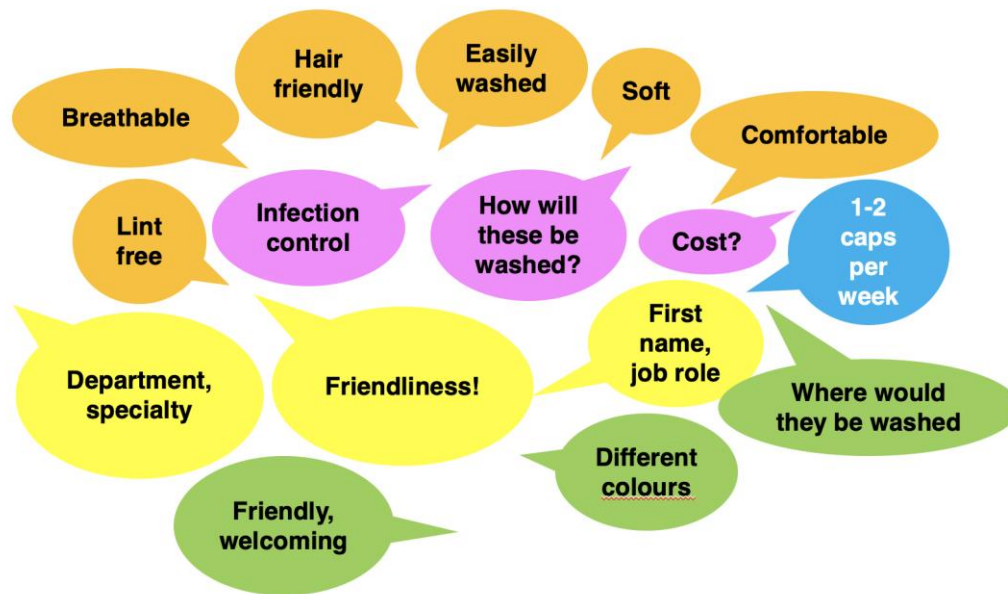 Hair
friendly
Easily
washed
Soft
Breathable
Comfortable
Lint
free
Infection
control
How will
these be
washed?
Cost?
1-2
caps
per
week
Department,
specialty
Friendliness!
First
name,
job role
Where would
they be washed
Different
colours
Friendly,
welcoming